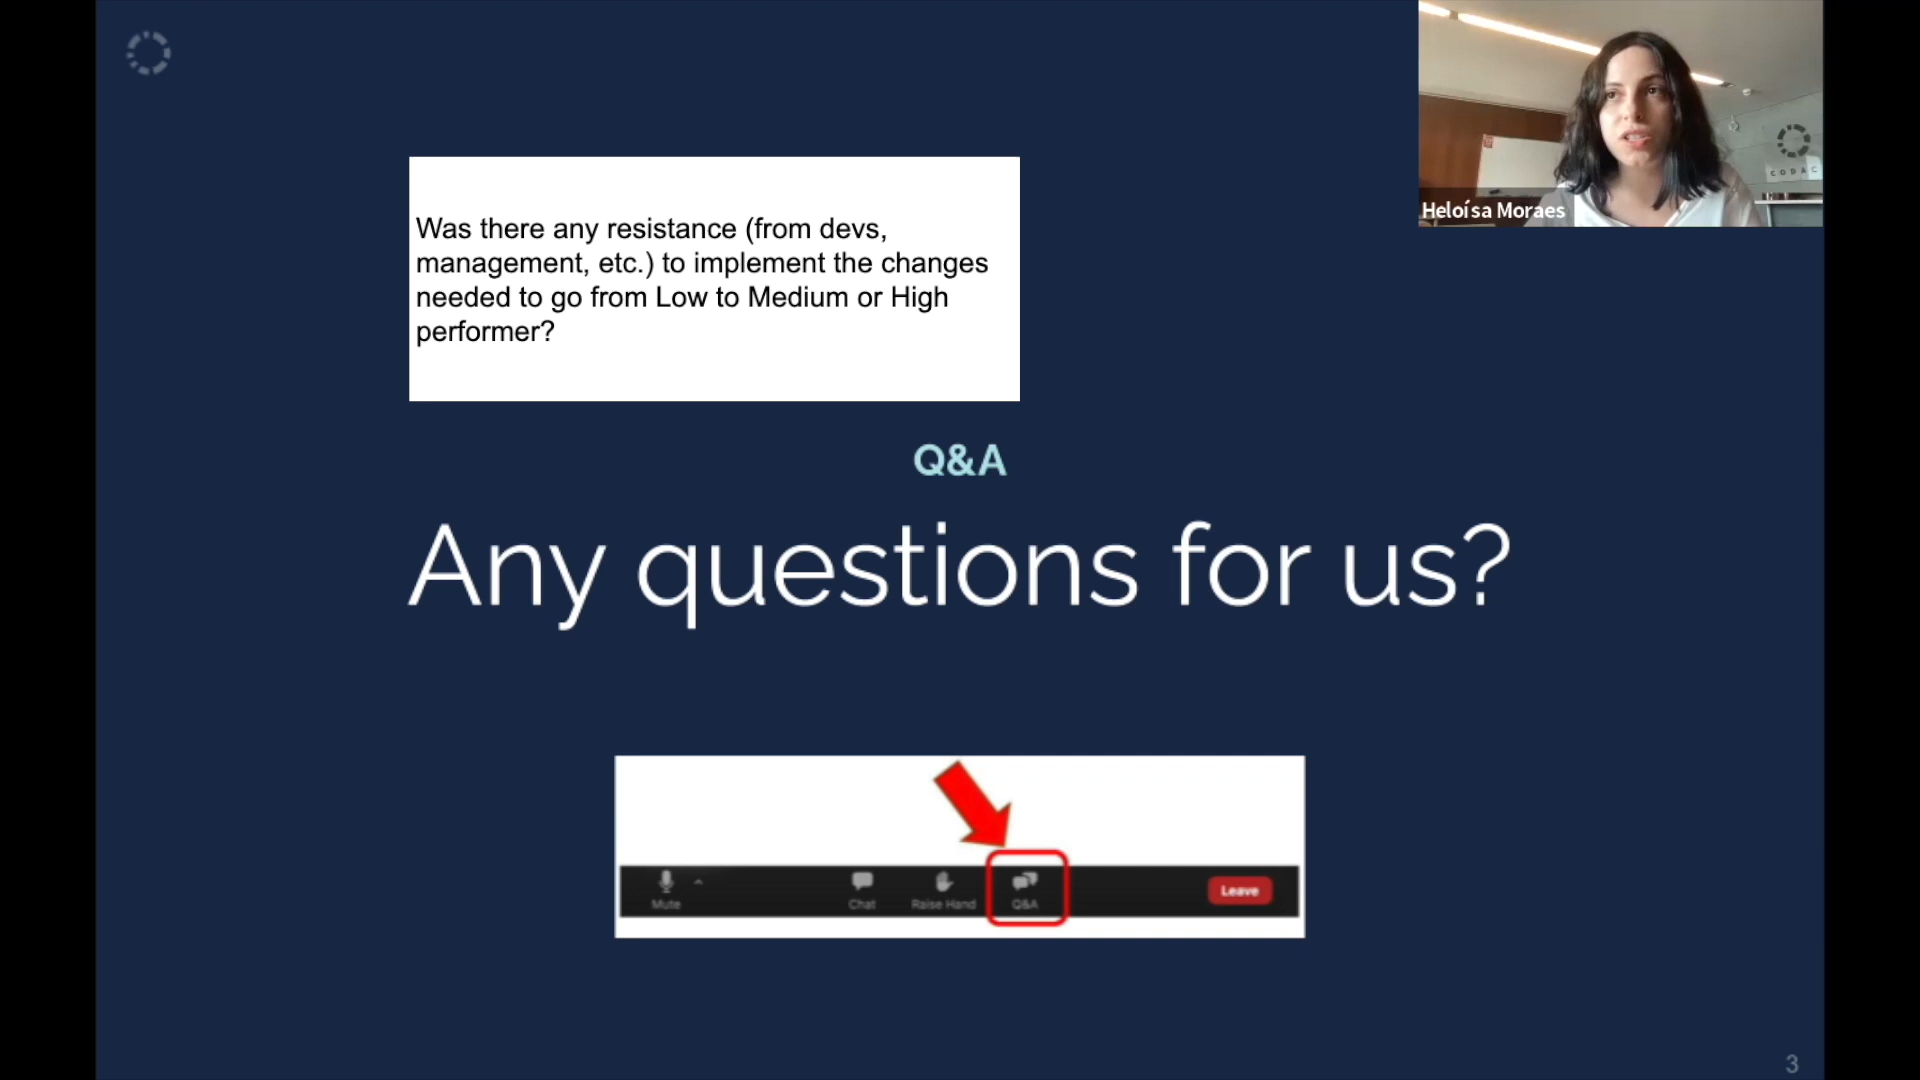 CODAC
Heloísa Moraes
Was there any resistance (from devs,
management, etc.) to implement the changes
needed to go from Low to Medium or High
performer?
Q&A
Any questions for us?
Mute
Chat
Raise Hand
Q&A
Leave
3